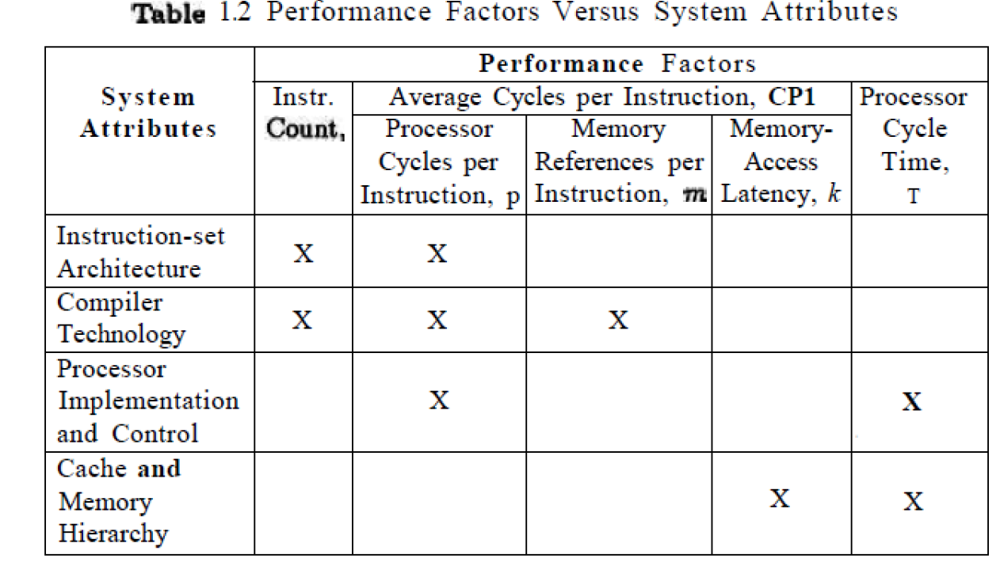 Table 1.2 Performance Factors Versus System Attributes
System Attributes
Performance Factors
Instr. Count,
Average Cycles per Instruction, CP1
Processor Cycle Time, T
Processor Cycles per Instruction, p
Memory References per Instruction, m
Memory-Access Latency, k
Instruction-set Architecture X X
Compiler Technology X X X
Processor Implementation and Control X X
Cache and Memory Hierarchy X X